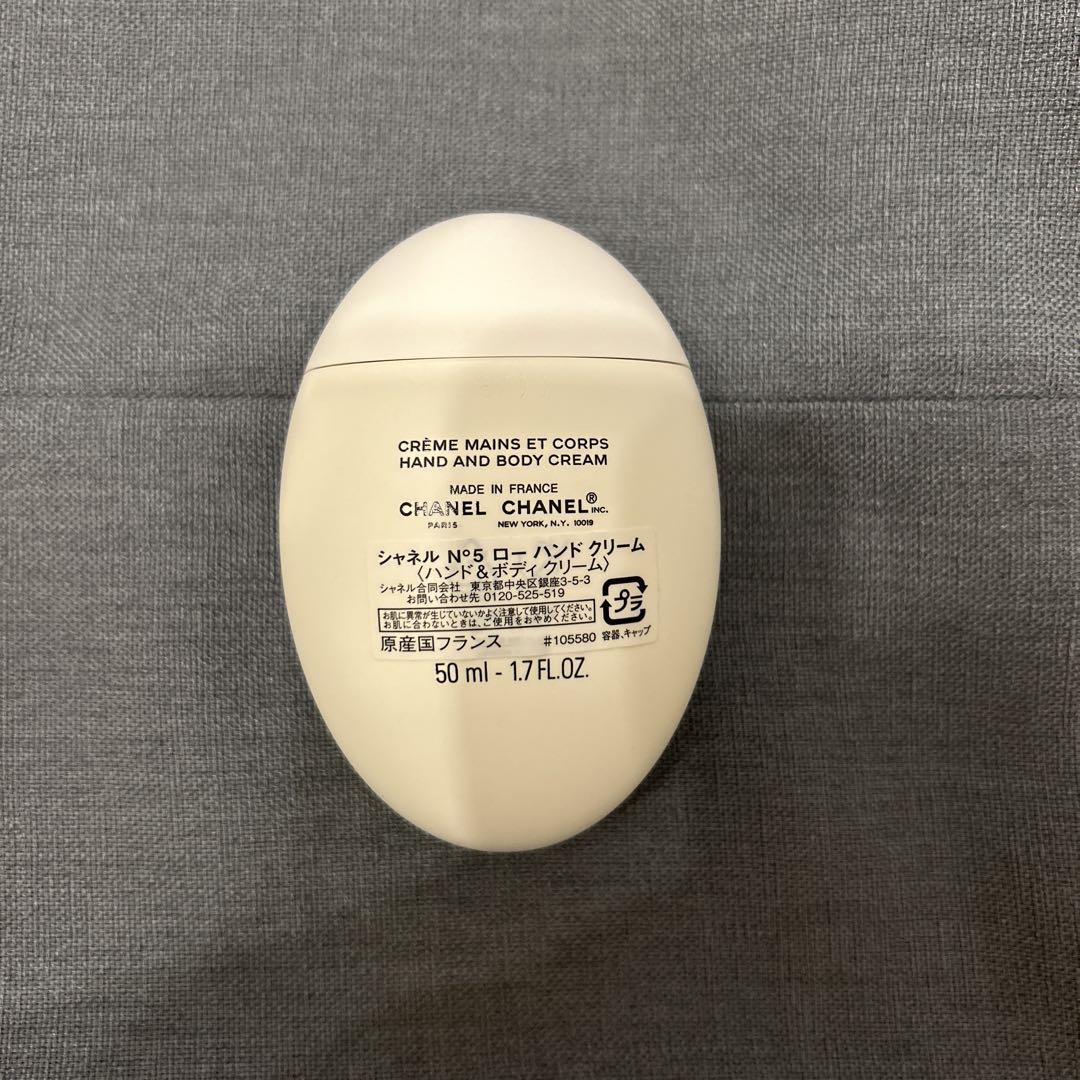 CRÈME MAINS ET CORPS
HAND AND BODY CREAM
MADE IN FRANCE
CHANEL CHANEL® INC.
PARIS NEW YORK, N.Y. 10019
シャネル N°5 ロー ハンド クリーム
〈ハンド&ボディ クリーム〉
シャネル合同会社 東京都中央区銀座3-5-3
お問い合わせ先 0120-525-519
お肌に異常が生じていないかよく注意して使用してください。
お肌に合わないときは、ご使用をおやめください。
プラ
原産国フランス #105580 容器、キャップ
50 ml - 1.7 FL.OZ.